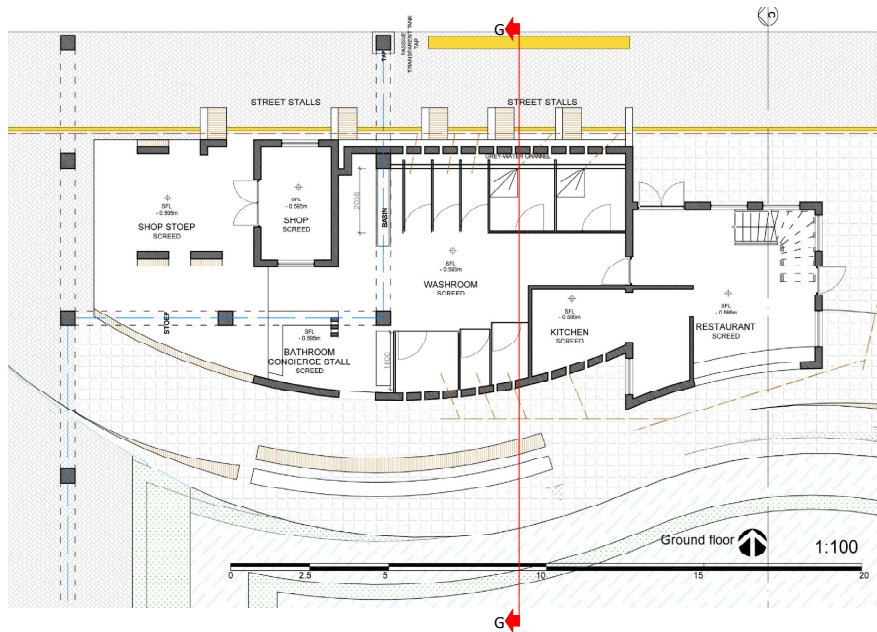 G
C
TAP
PASSIVE
TRANSPARENT TANK
TAP
STREET STALLS
STREET STALLS
GREY-WATER CHANNEL
SFL
- 0.595m
SHOP STOEP
SCREED
SFL
- 0.595m
SHOP
SCREED
2016
BASIN
SFL
- 0.595m
WASHROOM
SCREED
SFL
- 0.595m
KITCHEN
SCREED
SFL
- 0.595m
RESTAURANT
SCREED
STOEP
SFL
- 0.595m
BATHROOM
CONCIERGE STALL
SCREED
1800
Ground floor
1:100
0
2.5
5
10
15
20
G